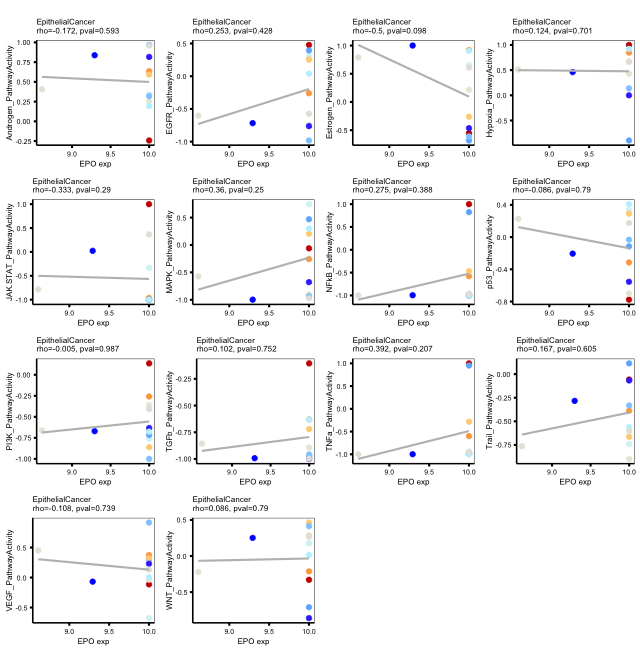 EpithelialCancer
rho=-0.172, pval=0.593
Androgen_PathwayActivity
1.00
0.75
0.50
0.25
0.00
-0.25
9.0 9.5 10.0
EPO exp
EpithelialCancer
rho=0.253, pval=0.428
EGFR_PathwayActivity
0.5
0.0
-0.5
-1.0
9.0 9.5 10.0
EPO exp
EpithelialCancer
rho=-0.5, pval=0.098
Estrogen_PathwayActivity
1.0
0.5
0.0
-0.5
9.0 9.5 10.0
EPO exp
EpithelialCancer
rho=0.124, pval=0.701
Hypoxia_PathwayActivity
1.0
0.5
0.0
-0.5
9.0 9.5 10.0
EPO exp
EpithelialCancer
rho=-0.333, pval=0.29
JAK.STAT_PathwayActivity
1.0
0.5
0.0
-0.5
-1.0
9.0 9.5 10.0
EPO exp
EpithelialCancer
rho=0.36, pval=0.25
MAPK_PathwayActivity
0.5
0.0
-0.5
-1.0
9.0 9.5 10.0
EPO exp
EpithelialCancer
rho=0.275, pval=0.388
NFkB_PathwayActivity
1.0
0.5
0.0
-0.5
-1.0
9.0 9.5 10.0
EPO exp
EpithelialCancer
rho=-0.086, pval=0.79
p53_PathwayActivity
0.4
0.0
-0.4
-0.8
9.0 9.5 10.0
EPO exp
EpithelialCancer
rho=-0.005, pval=0.987
PI3K_PathwayActivity
0.00
-0.25
-0.50
-0.75
-1.00
9.0 9.5 10.0
EPO exp
EpithelialCancer
rho=0.102, pval=0.752
TGFb_PathwayActivity
-0.25
-0.50
-0.75
-1.00
9.0 9.5 10.0
EPO exp
EpithelialCancer
rho=0.392, pval=0.207
TNFa_PathwayActivity
1.0
0.5
0.0
-0.5
-1.0
9.0 9.5 10.0
EPO exp
EpithelialCancer
rho=0.167, pval=0.605
Trail_PathwayActivity
0.00
-0.25
-0.50
-0.75
9.0 9.5 10.0
EPO exp
EpithelialCancer
rho=-0.108, pval=0.739
VEGF_PathwayActivity
0.5
0.0
-0.5
9.0 9.5 10.0
EPO exp
EpithelialCancer
rho=0.086, pval=0.79
WNT_PathwayActivity
0.5
0.0
-0.5
9.0 9.5 10.0
EPO exp